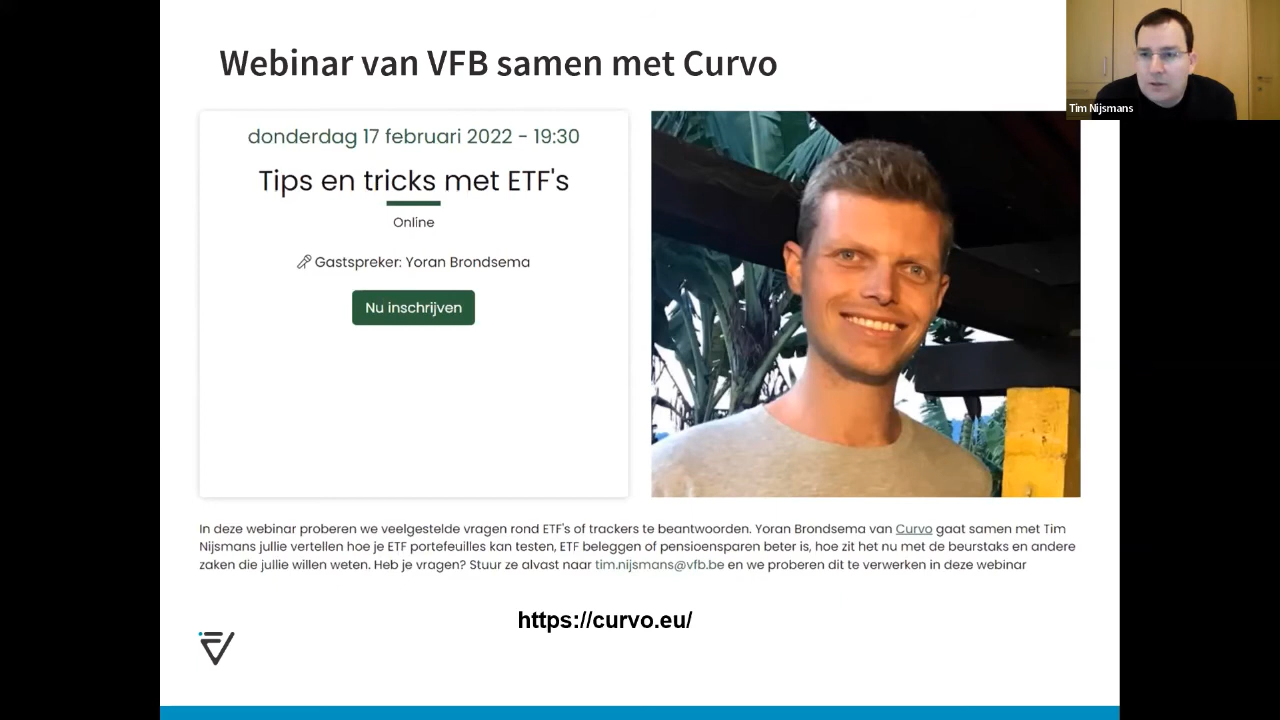 Webinar van VFB samen met Curvo
Tim Nijsmans
donderdag 17 februari 2022 - 19:30
Tips en tricks met ETF's
Online
Gastspreker: Yoran Brondsema
Nu inschrijven
In deze webinar proberen we veelgestelde vragen rond ETF's of trackers te beantwoorden. Yoran Brondsema van Curvo gaat samen met Tim
Nijsmans jullie vertellen hoe je ETF portefeuilles kan testen, ETF beleggen of pensioensparen beter is, hoe zit het nu met de beurstaks en andere
zaken die jullie willen weten. Heb je vragen? Stuur ze alvast naar tim.nijsmans@vfb.be en we proberen dit te verwerken in deze webinar
https://curvo.eu/